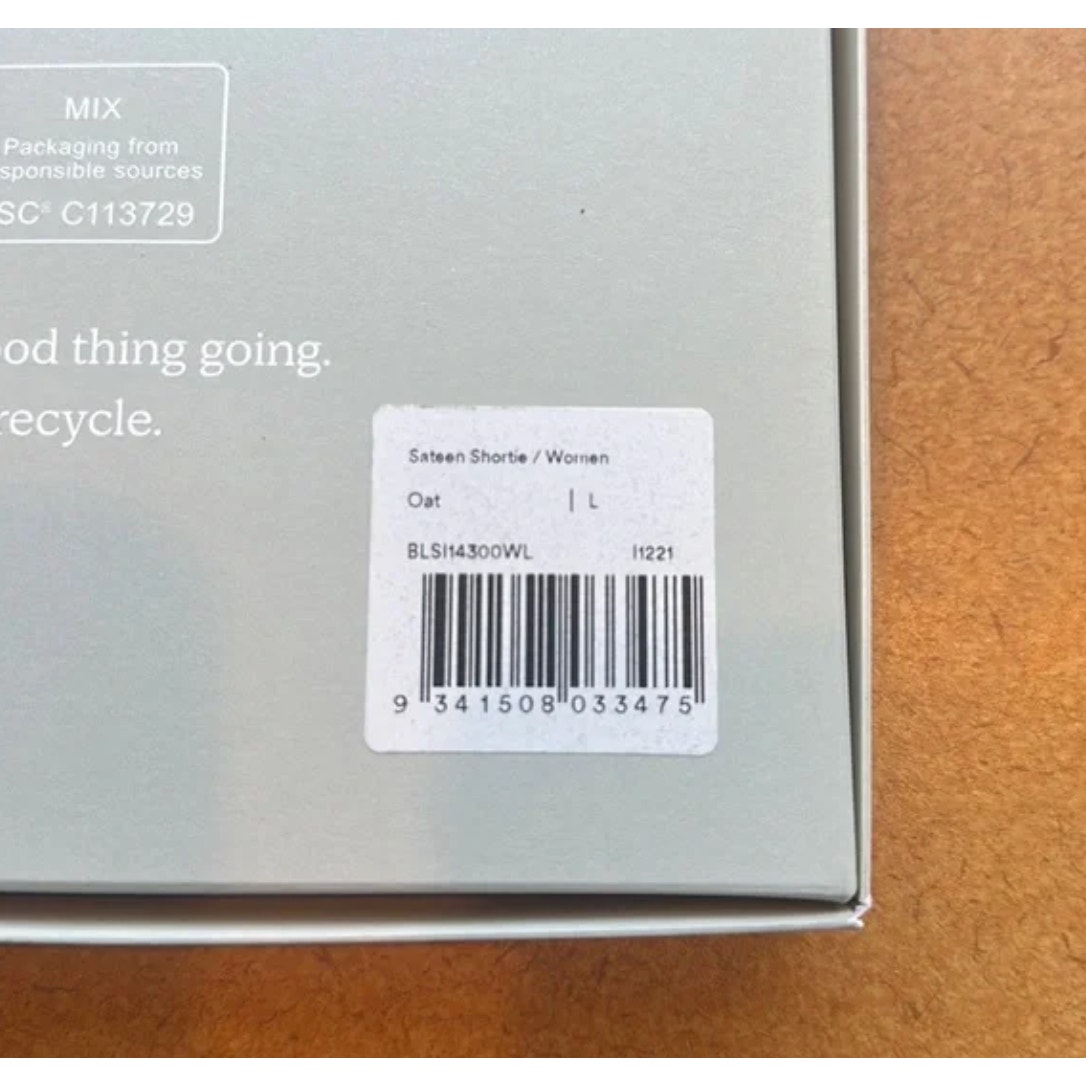 MIX
Packaging from
sponsible sources
SC® C113729
ood thing going.
recycle.
Sateen Shortie / Women
Oat | L
BLSI14300WL I1221
9 341508 033475